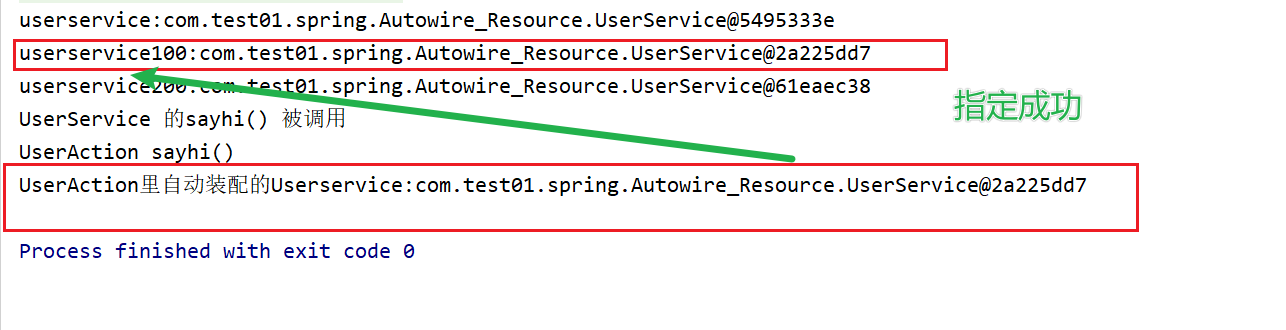 userservice:com.test01.spring.Autowire_Resource.UserService@5495333e
userservice100:com.test01.spring.Autowire_Resource.UserService@2a225dd7
userservice200:com.test01.spring.Autowire_Resource.UserService@61eaec38
指定成功
UserService 的sayhi() 被调用
UserAction sayhi()
UserAction里自动装配的Userservice:com.test01.spring.Autowire_Resource.UserService@2a225dd7
Process finished with exit code 0